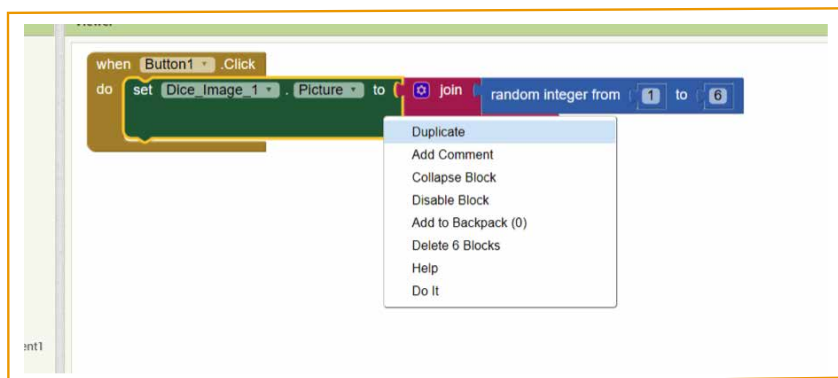 Viewer
when Button1 .Click
do set Dice_Image_1 . Picture to join random integer from 1 to 6
Duplicate
Add Comment
Collapse Block
Disable Block
Add to Backpack (0)
Delete 6 Blocks
Help
Do It
ent1